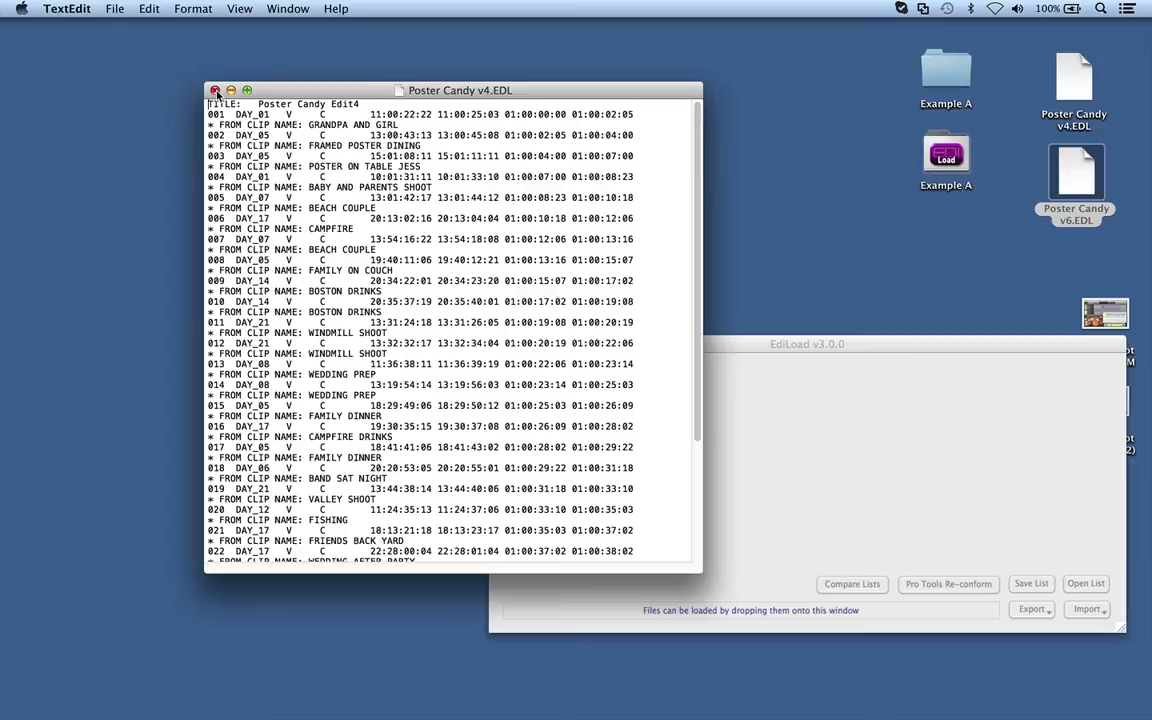 TextEdit File Edit Format View Window Help 100%
Poster Candy v4.EDL
TITLE: Poster Candy Edit4
001 DAY_01 V C 11:00:22:22 11:00:25:03 01:00:00:00 01:00:02:05
* FROM CLIP NAME: GRANDPA AND GIRL
002 DAY_05 V C 13:00:43:13 13:00:45:18 01:00:02:05 01:00:04:00
* FROM CLIP NAME: FRAMED POSTER DINING
003 DAY_05 V C 15:01:08:11 15:01:11:11 01:00:04:00 01:00:07:00
* FROM CLIP NAME: POSTER ON TABLE JESS
004 DAY_01 V C 10:01:31:11 10:01:33:10 01:00:07:00 01:00:08:23
* FROM CLIP NAME: BABY AND PARENTS SHOOT
005 DAY_07 V C 13:01:42:17 13:01:44:12 01:00:08:23 01:00:10:18
* FROM CLIP NAME: BEACH COUPLE
006 DAY_17 V C 20:13:02:16 20:13:04:04 01:00:10:18 01:00:12:06
* FROM CLIP NAME: CAMPFIRE
007 DAY_07 V C 13:54:16:22 13:54:18:08 01:00:12:06 01:00:13:16
* FROM CLIP NAME: BEACH COUPLE
008 DAY_05 V C 19:40:11:06 19:40:12:21 01:00:13:16 01:00:15:07
* FROM CLIP NAME: FAMILY ON COUCH
009 DAY_14 V C 20:34:22:01 20:34:23:20 01:00:15:07 01:00:17:02
* FROM CLIP NAME: BOSTON DRINKS
010 DAY_14 V C 20:35:37:19 20:35:40:01 01:00:17:02 01:00:19:08
* FROM CLIP NAME: BOSTON DRINKS
011 DAY_21 V C 13:31:24:18 13:31:26:05 01:00:19:08 01:00:20:19
* FROM CLIP NAME: WINDMILL SHOOT
012 DAY_21 V C 13:32:32:17 13:32:34:04 01:00:20:19 01:00:22:06
* FROM CLIP NAME: WINDMILL SHOOT
013 DAY_08 V C 11:36:38:11 11:36:39:19 01:00:22:06 01:00:23:14
* FROM CLIP NAME: WEDDING PREP
014 DAY_08 V C 13:19:54:14 13:19:56:03 01:00:23:14 01:00:25:03
* FROM CLIP NAME: WEDDING PREP
015 DAY_05 V C 18:29:49:06 18:29:50:12 01:00:25:03 01:00:26:09
* FROM CLIP NAME: FAMILY DINNER
016 DAY_17 V C 19:30:35:15 19:30:37:08 01:00:26:09 01:00:28:02
* FROM CLIP NAME: CAMPFIRE DRINKS
017 DAY_05 V C 18:41:41:06 18:41:43:02 01:00:28:02 01:00:29:22
* FROM CLIP NAME: FAMILY DINNER
018 DAY_06 V C 20:20:53:05 20:20:55:01 01:00:29:22 01:00:31:18
* FROM CLIP NAME: BAND SAT NIGHT
019 DAY_21 V C 13:44:38:14 13:44:40:06 01:00:31:18 01:00:33:10
* FROM CLIP NAME: VALLEY SHOOT
020 DAY_12 V C 11:24:35:13 11:24:37:06 01:00:33:10 01:00:35:03
* FROM CLIP NAME: FISHING
021 DAY_17 V C 18:13:21:18 18:13:23:17 01:00:35:03 01:00:37:02
* FROM CLIP NAME: FRIENDS BACK YARD
022 DAY_17 V C 22:28:00:04 22:28:01:04 01:00:37:02 01:00:38:02
* FROM CLIP NAME: WEDDING AFTER PARTY
Example A
Poster Candy
v4.EDL
EDI
Load
Example A
Poster Candy
v6.EDL
EdiLoad v3.0.0
Compare Lists
Pro Tools Re-conform
Save List
Open List
Files can be loaded by dropping them onto this window
Export
Import